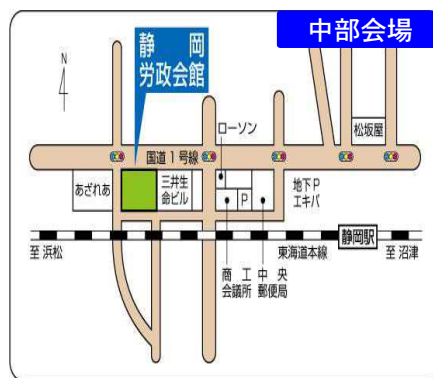 中部会場
静岡
労政会館
N
ローソン
松坂屋
国道1号線
あざれあ
三井生
命ビル
P
地下P
エキパ
静岡駅
至 浜松
東海道本線
至 沼津
商工
会議所
中央
郵便局